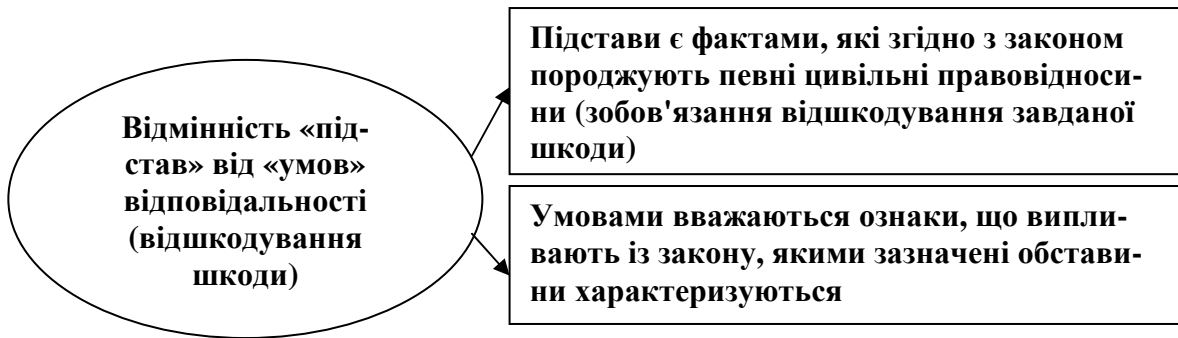 Відмінність «під-
став» від «умов»
відповідальності
(відшкодування
шкоди)
Підстави є фактами, які згідно з законом
породжують певні цивільні правовідноси-
ни (зобов'язання відшкодування завданої
шкоди)
Умовами вважаються ознаки, що випли-
вають із закону, якими зазначені обстави-
ни характеризуються